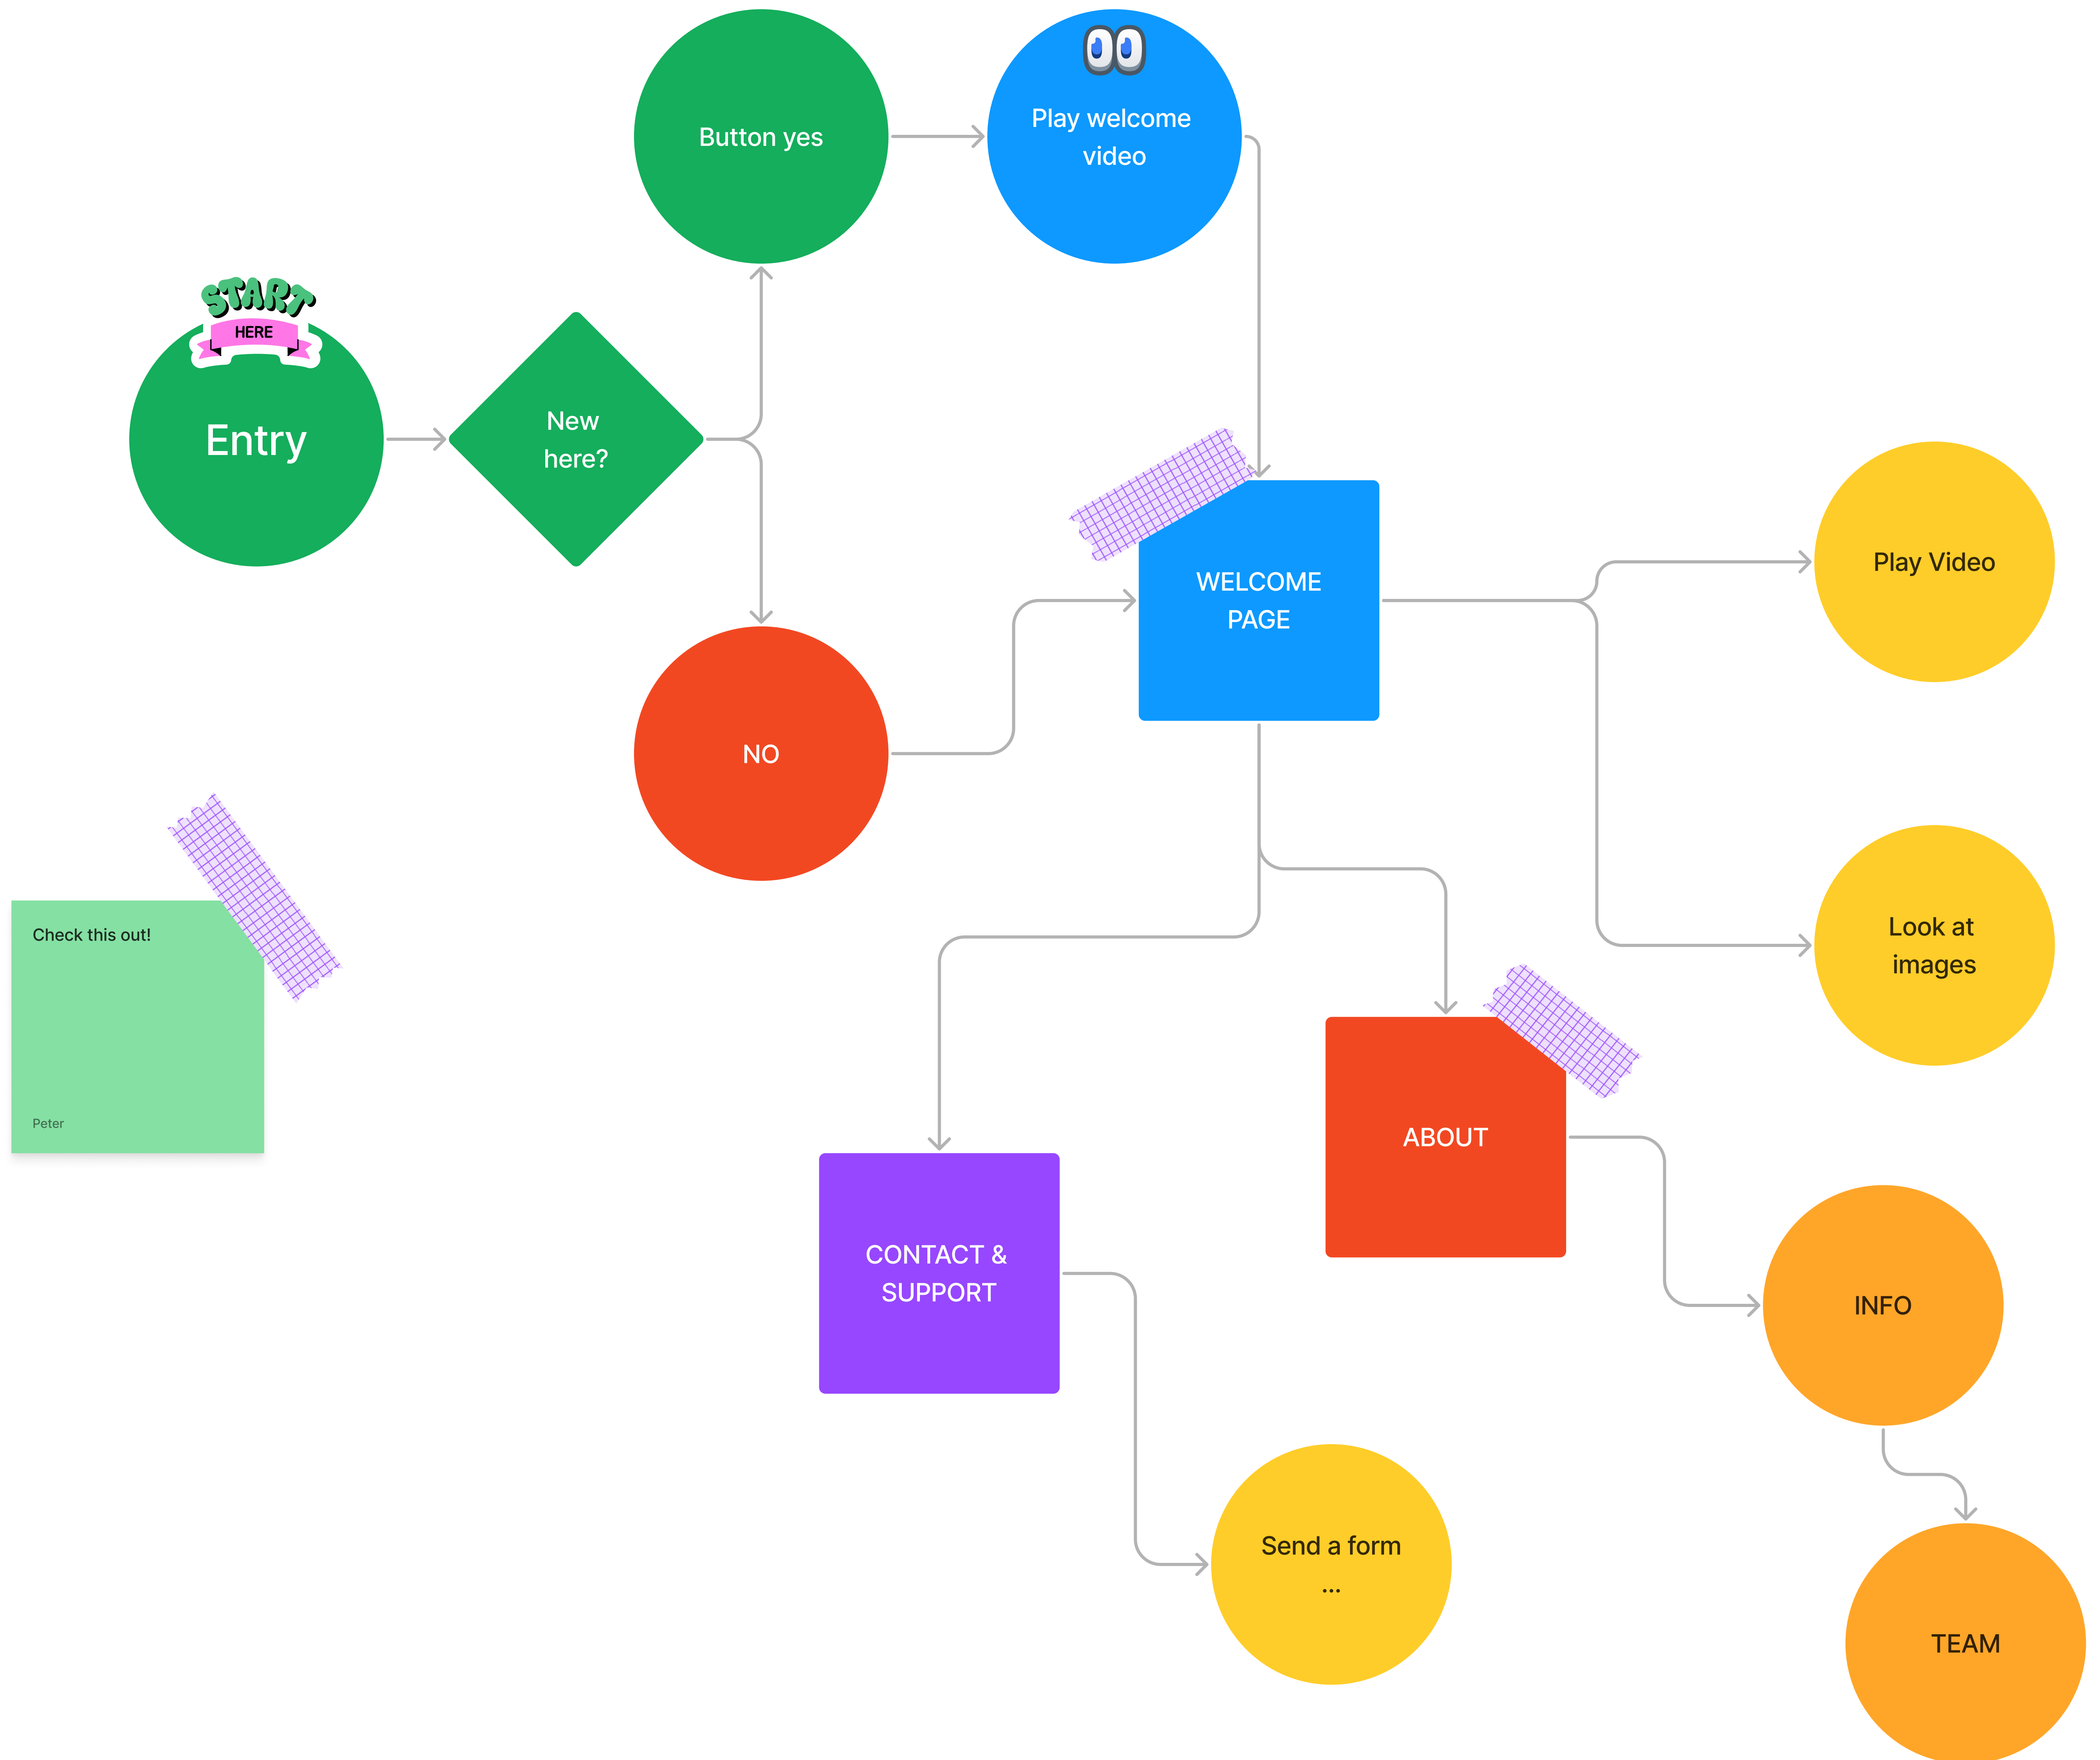 START
HERE
Entry
New
here?
Button yes
Play welcome
video
NO
WELCOME
PAGE
Play Video
Look at
images
Check this out!
Peter
ABOUT
CONTACT &
SUPPORT
INFO
Send a form
...
TEAM